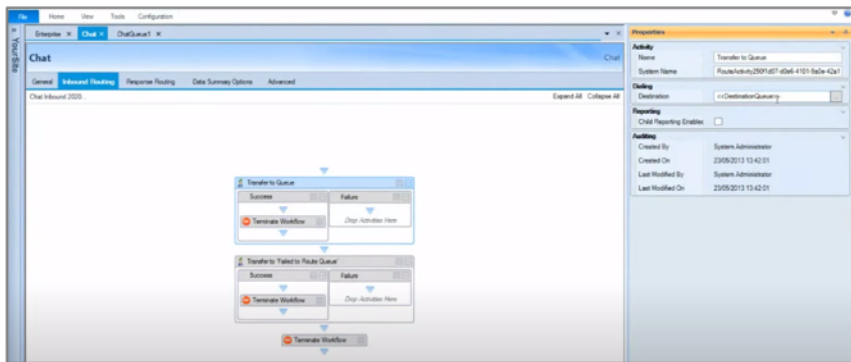 File Home View Tools Configuration
Enterprise Chat ChatQueue1
YourSite
Chat
Chat
General Inbound Routing Response Routing Data Summary Options Advanced
Chat Inbound 2020...
Expand All Collapse All
Transfer to Queue
Success Failure
Terminate Workflow Drop Activities Here
Transfer to 'Failed to Route Queue'
Success Failure
Terminate Workflow Drop Activities Here
Terminate Workflow
Properties
Activity
Name Transfer to Queue
System Name
Dialing
Destination <<DestinationQueue>>
Reporting
Child Reporting Enabled
Auditing
Created By System Administrator
Created On 23/05/2013 13:42:01
Last Modified By System Administrator
Last Modified On 23/05/2013 13:42:01